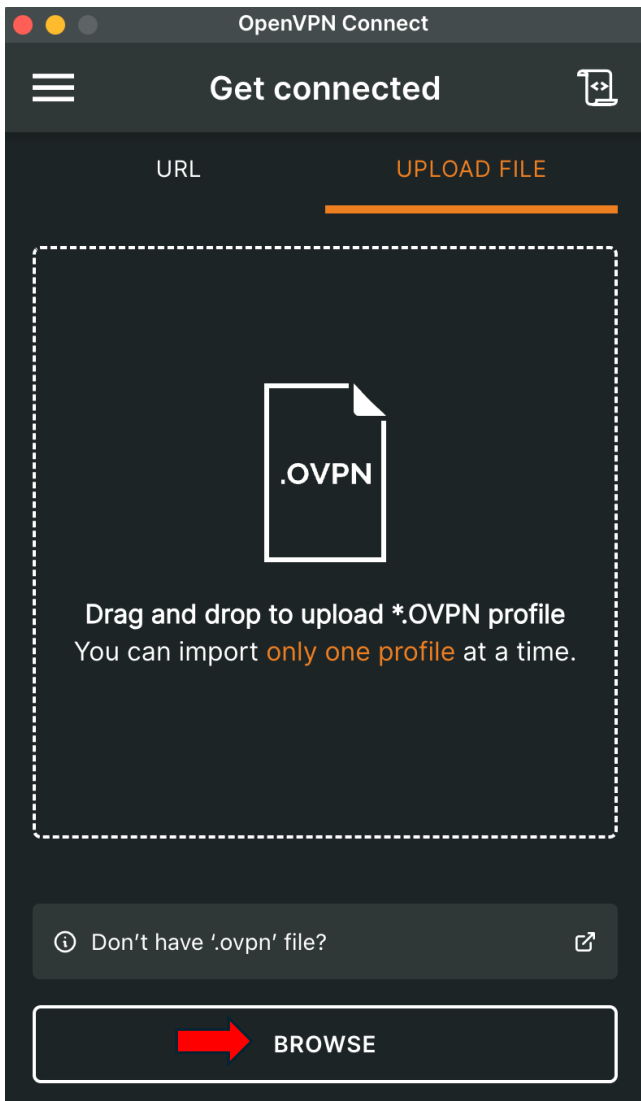 OpenVPN Connect
Get connected
URL
UPLOAD FILE
.OVPN
Drag and drop to upload *.OVPN profile
You can import only one profile at a time.
Don’t have ‘.ovpn’ file?
BROWSE